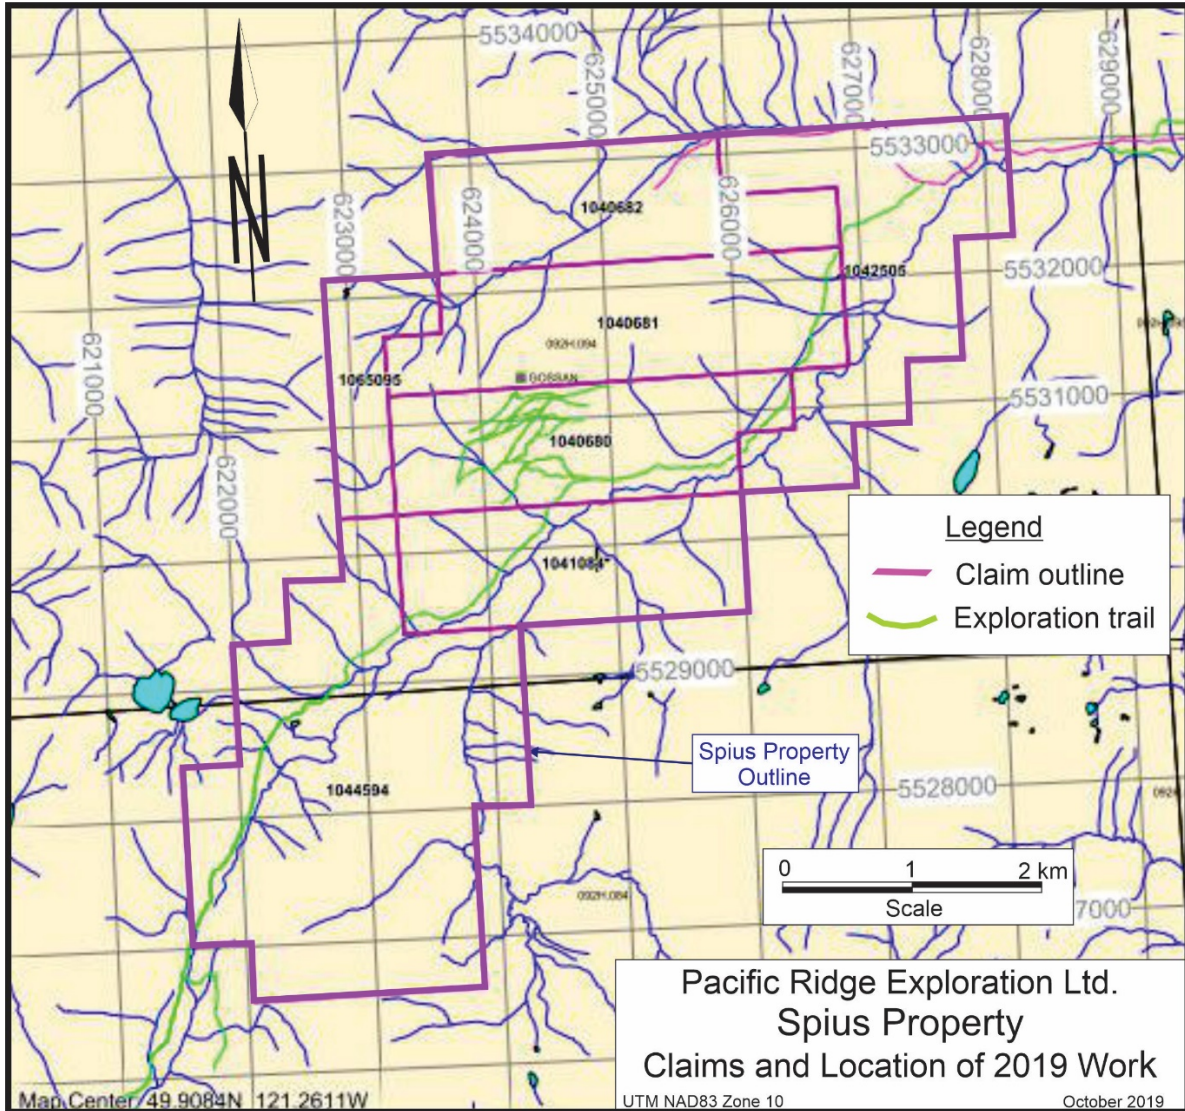 5534000
625000
627000
628000
629000
5533000
N
623000
624000
1040682
626000
1042505
5532000
621000
1040681
092H.094
1065095
GOSSAN
5531000
1040680
622000
1041084
Legend
Claim outline
Exploration trail
5529000
Spius Property
Outline
1044594
5528000
0 1 2 km
Scale
092H.084
7000
Pacific Ridge Exploration Ltd.
Spius Property
Claims and Location of 2019 Work
Map Center: 49.9084N 121.2611W
UTM NAD83 Zone 10
October 2019